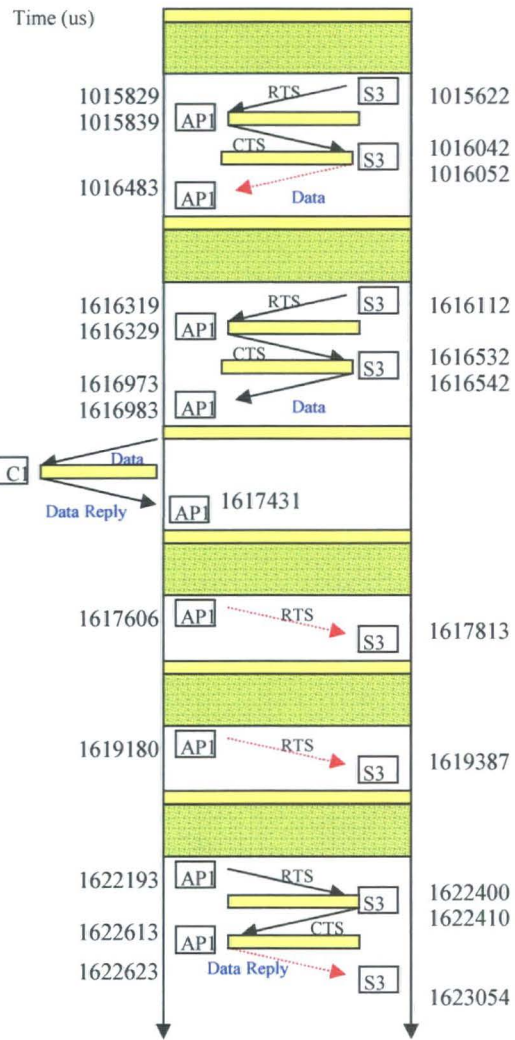 Time (us)
RTS
S3
1015829
1015622
AP1
1015839
CTS
S3
1016042
1016052
1016483
AP1
Data
1616319
RTS
S3
1616112
1616329
AP1
CTS
S3
1616532
1616973
1616542
1616983
AP1
Data
Data
C1
Data Reply
AP1
1617431
1617606
AP1
RTS
S3
1617813
1619180
AP1
RTS
S3
1619387
1622193
AP1
RTS
S3
1622400
1622410
1622613
AP1
CTS
1622623
Data Reply
S3
1623054